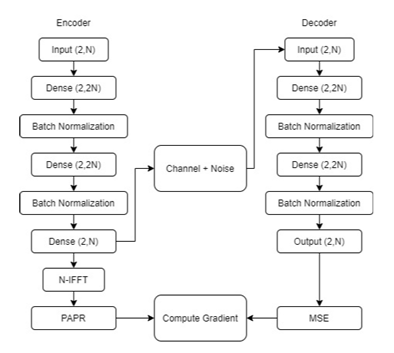 Encoder
Input (2,N)
Dense (2,2N)
Batch Normalization
Dense (2,2N)
Batch Normalization
Dense (2,N)
N-IFFT
PAPR
Channel + Noise
Compute Gradient
Decoder
Input (2,N)
Dense (2,2N)
Batch Normalization
Dense (2,2N)
Batch Normalization
Output (2,N)
MSE